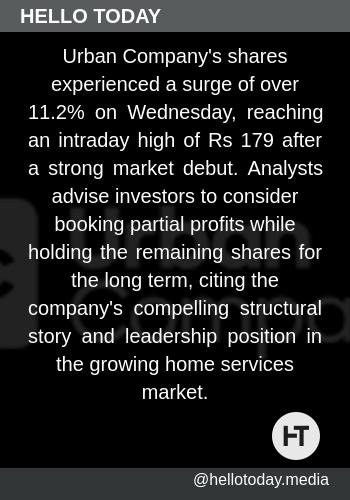 HELLO TODAY
Urban Company's shares
experienced a surge of over
11.2% on Wednesday, reaching
an intraday high of Rs 179 after
a strong market debut. Analysts
advise investors to consider
booking partial profits while
holding the remaining shares for
the long term, citing the
company's compelling structural
story and leadership position in
the growing home services
market.
HT
@hellotoday.media